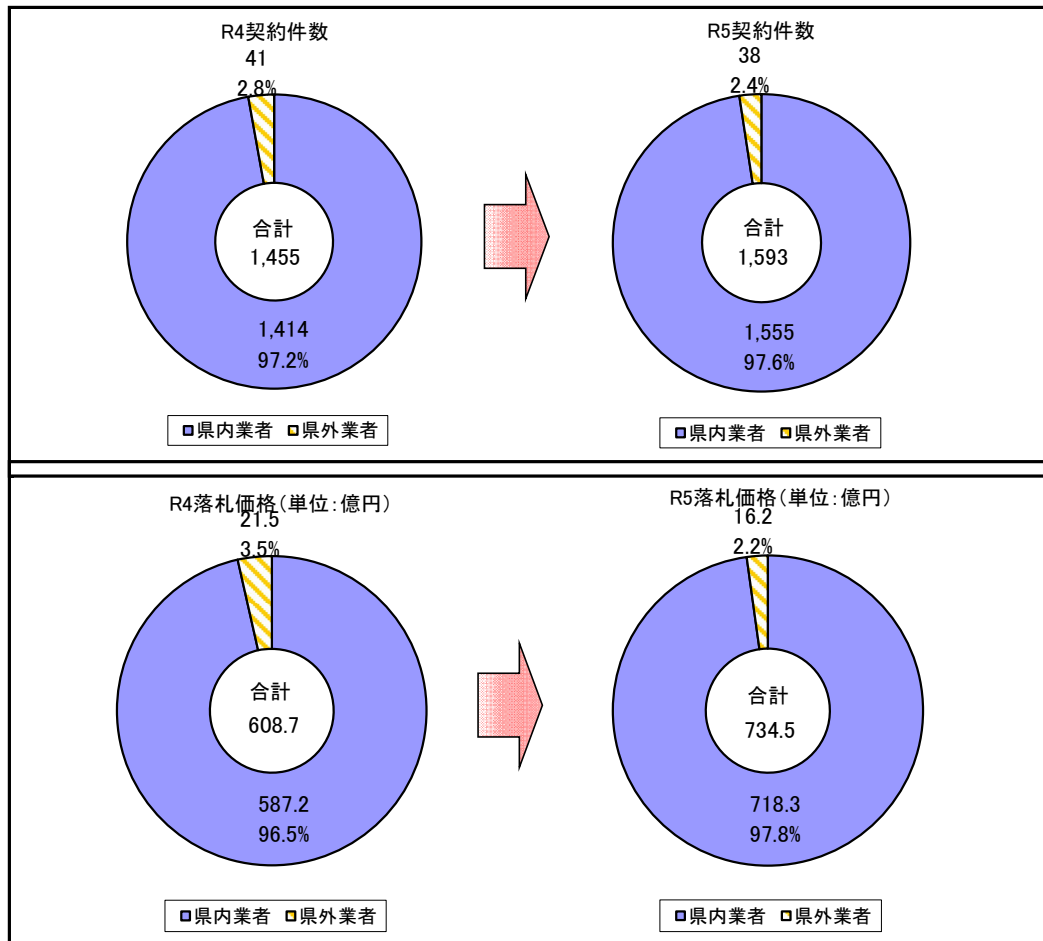 R4契約件数
41
2.8%
合計
1,455
1,414
97.2%
県内業者 県外業者
R5契約件数
38
2.4%
合計
1,593
1,555
97.6%
県内業者 県外業者
R4落札価格(単位:億円)
21.5
3.5%
合計
608.7
587.2
96.5%
県内業者 県外業者
R5落札価格(単位:億円)
16.2
2.2%
合計
734.5
718.3
97.8%
県内業者 県外業者